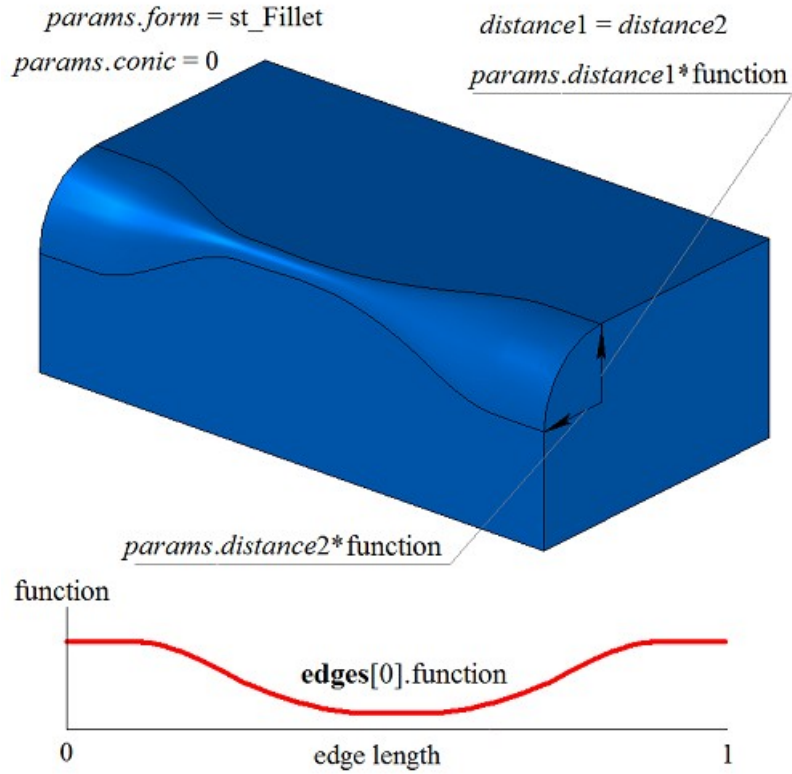 params.form = st_Fillet
distance1 = distance2
params.conic = 0
params.distance1*function
params.distance2*function
function
edges[0].function
0
edge length
1